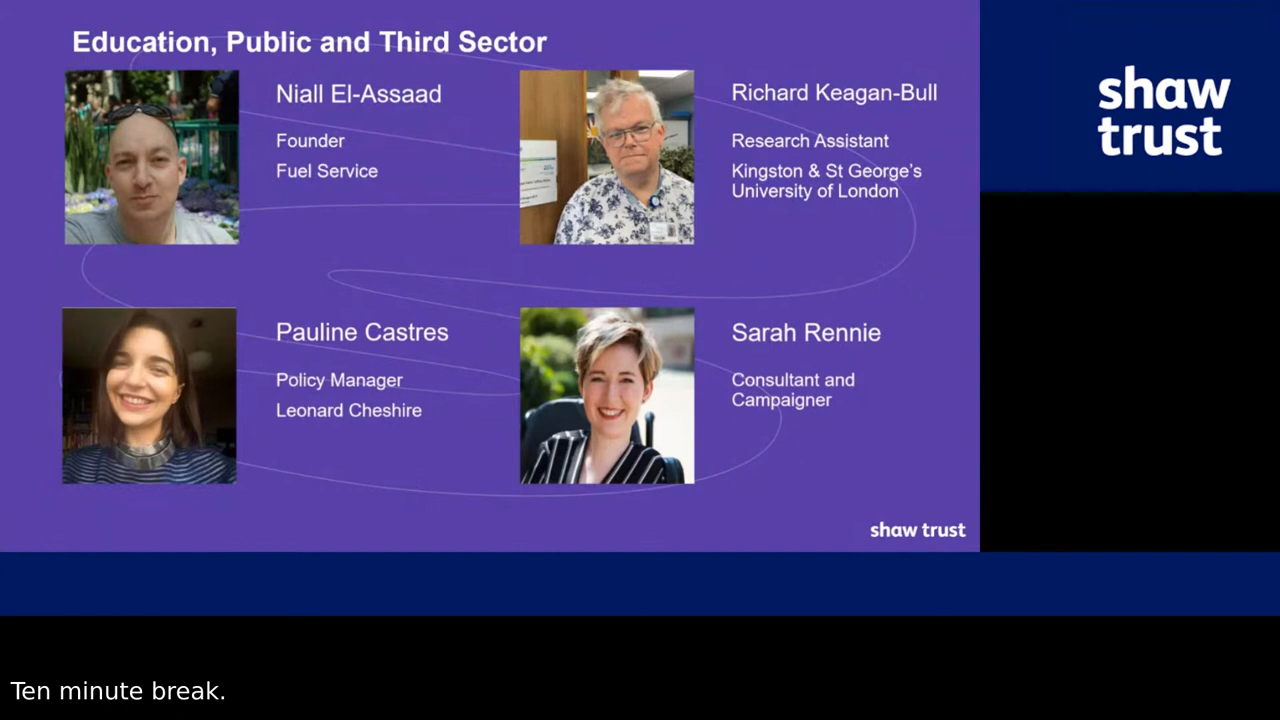 Education, Public and Third Sector
Niall El-Assaad
Founder
Fuel Service
Richard Keagan-Bull
Research Assistant
Kingston & St George's
University of London
Pauline Castres
Policy Manager
Leonard Cheshire
Sarah Rennie
Consultant and
Campaigner
shaw trust
shaw
trust
Ten minute break.